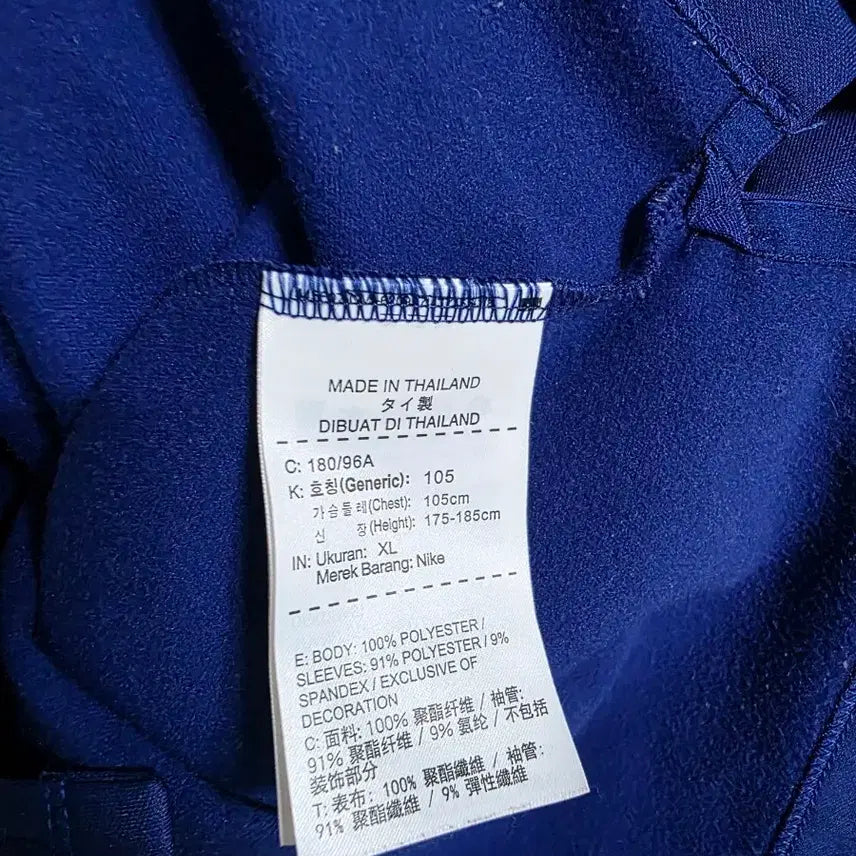 MADE IN THAILAND
タイ製
DIBUAT DI THAILAND
C: 180/96A
K: 호칭(Generic): 105
가슴둘레(Chest): 105cm
신 장(Height): 175-185cm
IN: Ukuran: XL
Merek Barang: Nike
E: BODY: 100% POLYESTER /
SLEEVES: 91% POLYESTER / 9%
SPANDEX / EXCLUSIVE OF
DECORATION
C: 面料: 100% 聚酯纤维 / 袖管:
91% 聚酯纤维 / 9% 氨纶 / 不包括
装饰部分
T: 表布: 100% 聚酯纖維 / 袖管:
91% 聚酯纖維 / 9% 彈性纖維